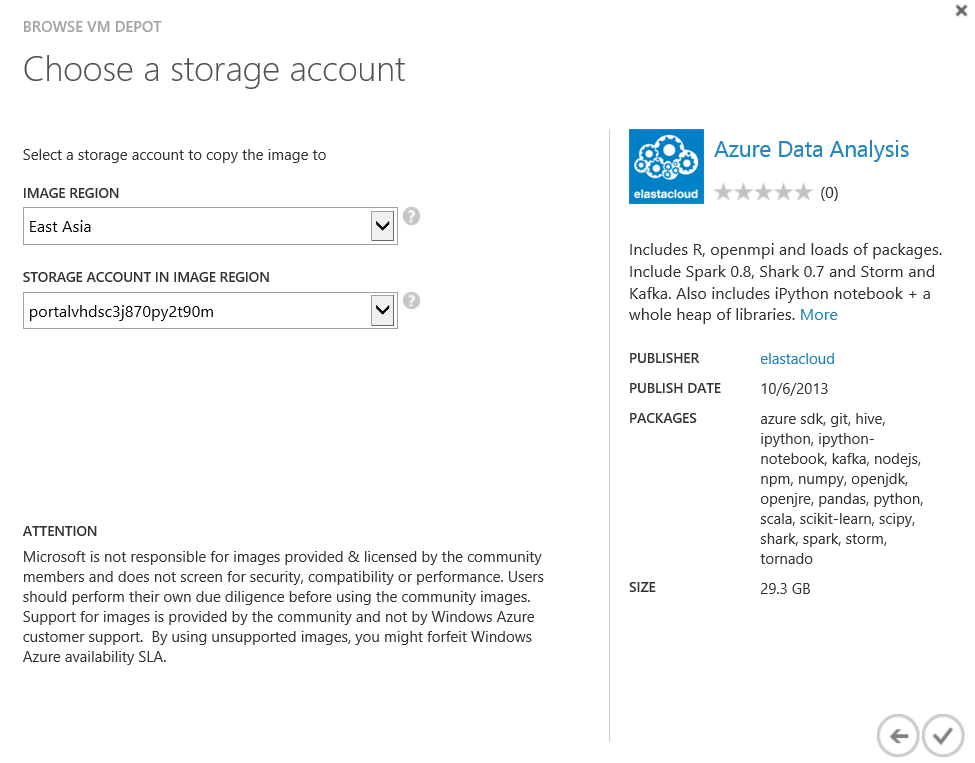 BROWSE VM DEPOT
Choose a storage account
Select a storage account to copy the image to
IMAGE REGION
East Asia
?
STORAGE ACCOUNT IN IMAGE REGION
portalvhdsc3j870py2t90m
?
ATTENTION
Microsoft is not responsible for images provided & licensed by the community
members and does not screen for security, compatibility or performance. Users
should perform their own due diligence before using the community images.
Support for images is provided by the community and not by Windows Azure
customer support.  By using unsupported images, you might forfeit Windows
Azure availability SLA.
elastacloud
Azure Data Analysis
(0)
Includes R, openmpi and loads of packages.
Include Spark 0.8, Shark 0.7 and Storm and
Kafka. Also includes iPython notebook + a
whole heap of libraries. More
PUBLISHER elastacloud
PUBLISH DATE 10/6/2013
PACKAGES azure sdk, git, hive,
ipython, ipython-
notebook, kafka, nodejs,
npm, numpy, openjdk,
openjre, pandas, python,
scala, scikit-learn, scipy,
shark, spark, storm,
tornado
SIZE 29.3 GB